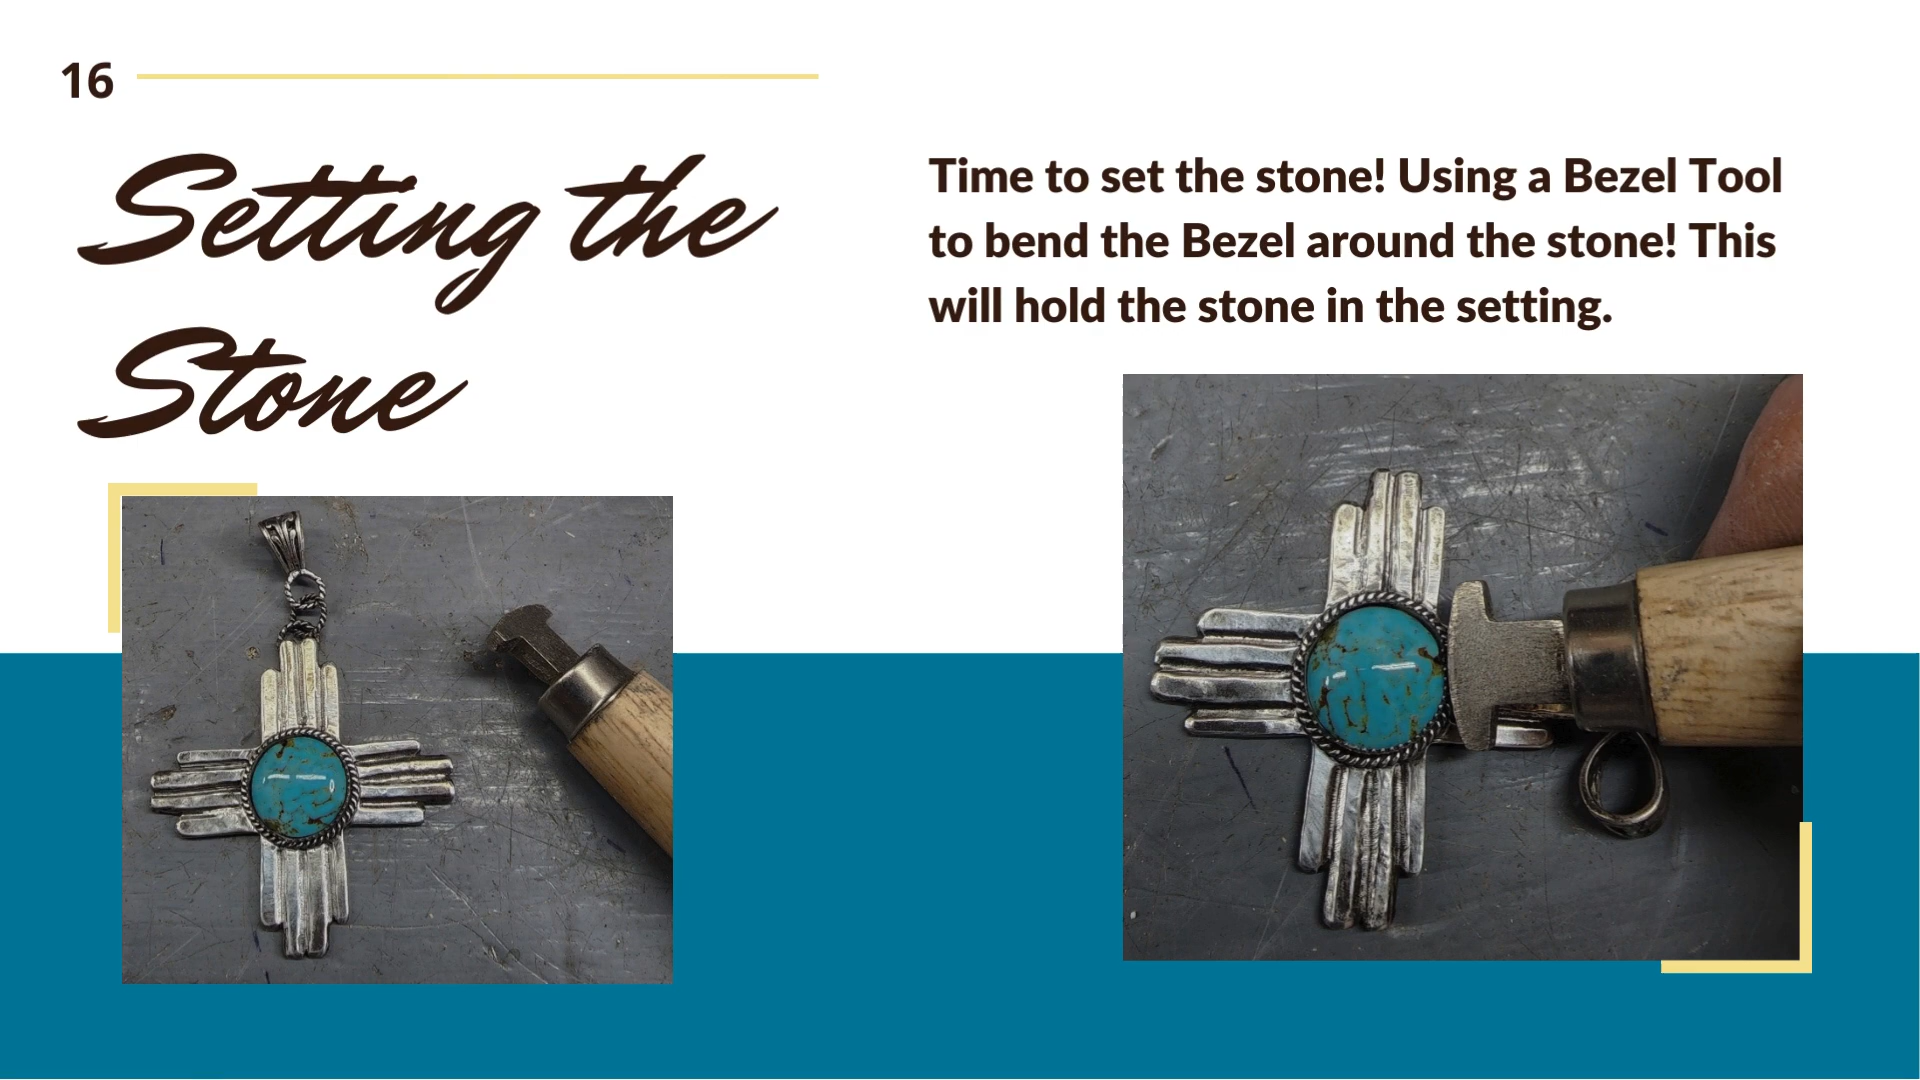 16
Setting the
Stone
Time to set the stone! Using a Bezel Tool
to bend the Bezel around the stone! This
will hold the stone in the setting.